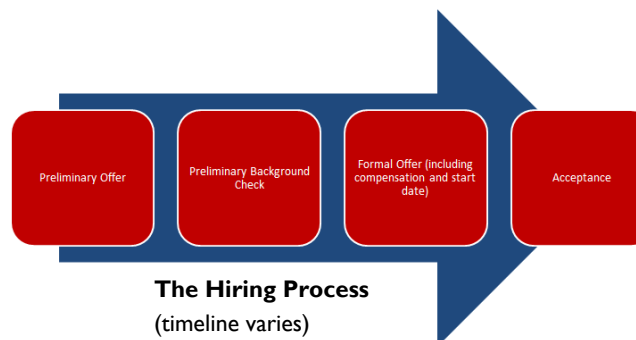 Preliminary Offer
Preliminary Background
Check
Formal Offer (including
compensation and start
date)
Acceptance
The Hiring Process
(timeline varies)